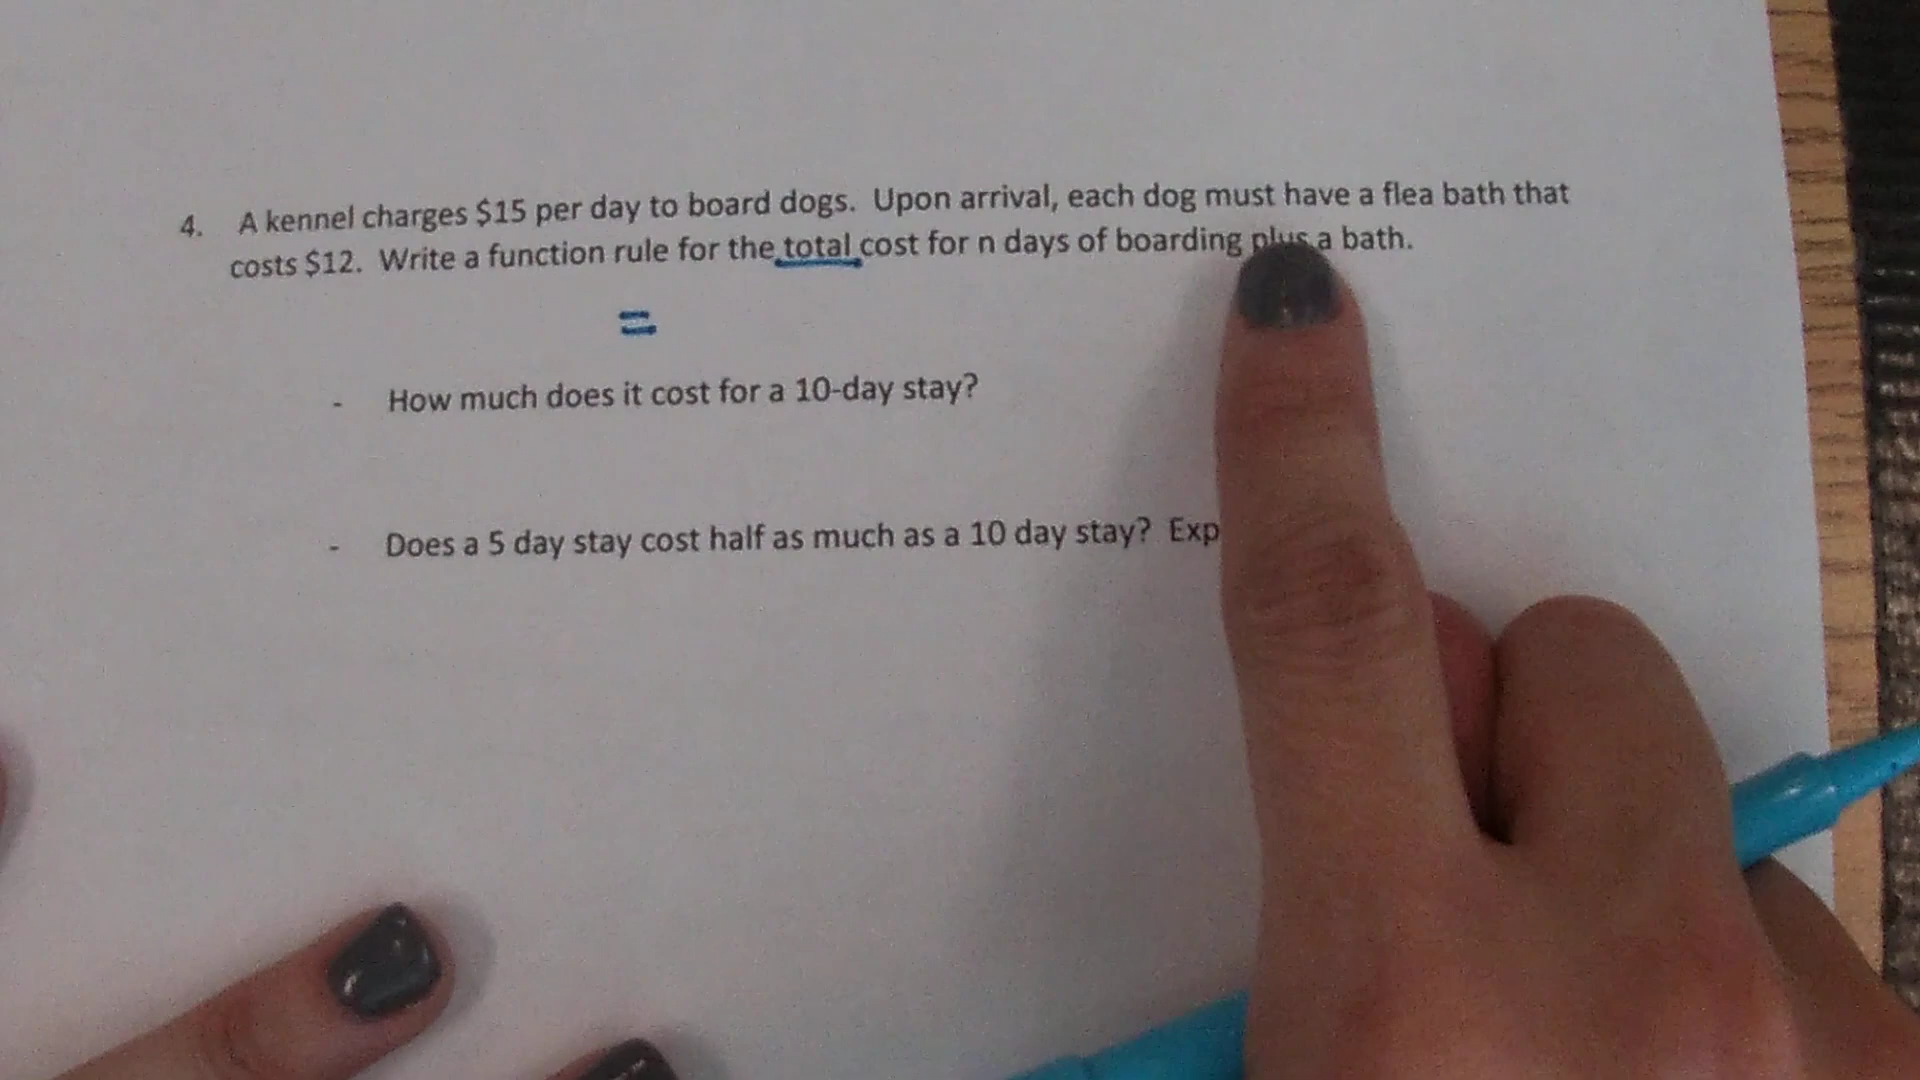 4. A kennel charges $15 per day to board dogs. Upon arrival, each dog must have a flea bath that
costs $12. Write a function rule for the total cost for n days of boarding plus a bath.
=
- How much does it cost for a 10-day stay?
- Does a 5 day stay cost half as much as a 10 day stay? Exp